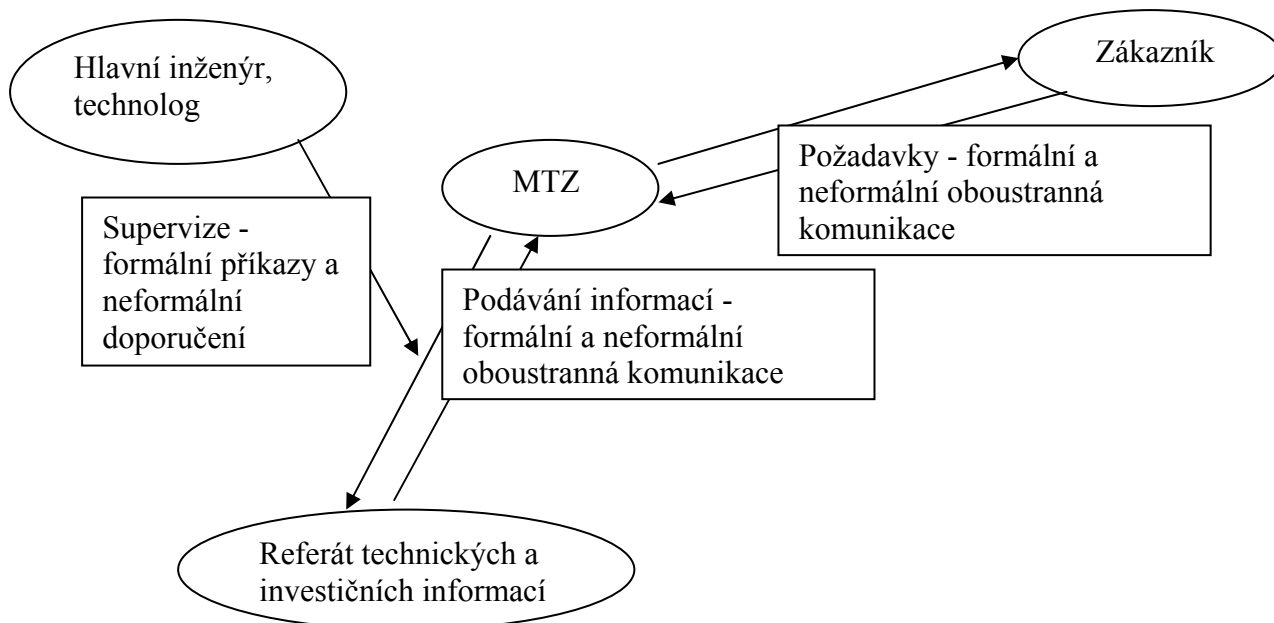 Hlavní inženýr,
technolog
Zákazník
MTZ
Požadavky - formální a
neformální oboustranná
komunikace
Supervize -
formální příkazy a
neformální
doporučení
Podávání informací -
formální a neformální
oboustranná komunikace
Referát technických a
investičních informací